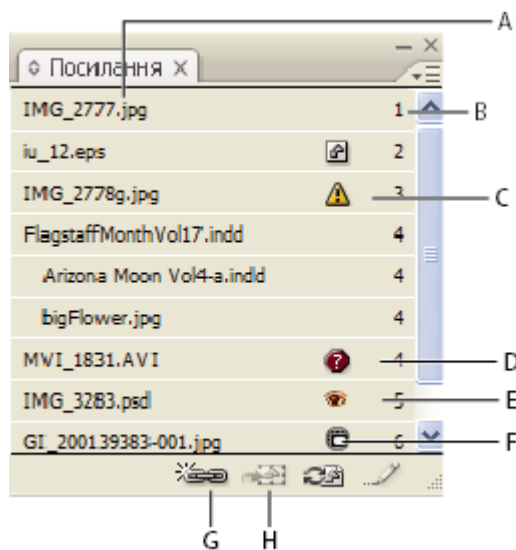 A
Посилання
IMG_2777.jpg 1 B
iu_12.eps 2
IMG_2778g.jpg 3 C
FlagstaffMonthVol17.indd 4
Arizona Moon Vol4-a.indd 4
bigFlower.jpg 4
MVI_1831.AVI 4 D
IMG_3283.psd 5 E
GI_200139383-001.jpg 6 F
G H